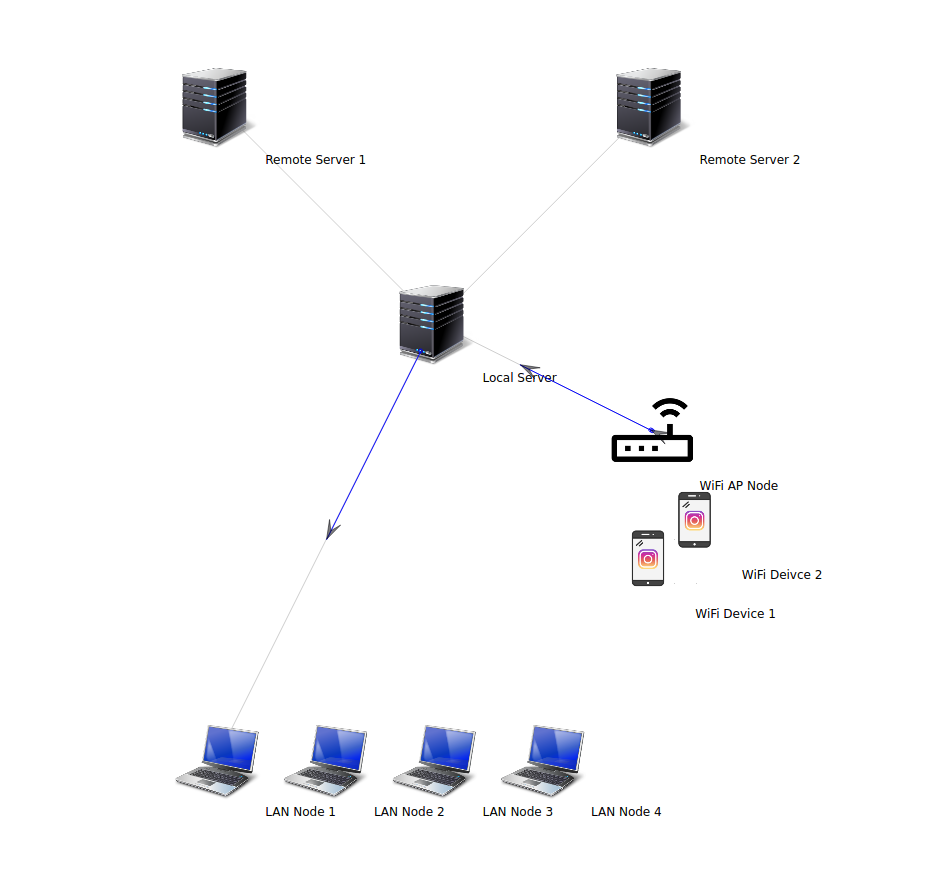 Remote Server 1
Remote Server 2
Local Server
WiFi AP Node
WiFi Deivce 2
WiFi Device 1
LAN Node 1
LAN Node 2
LAN Node 3
LAN Node 4